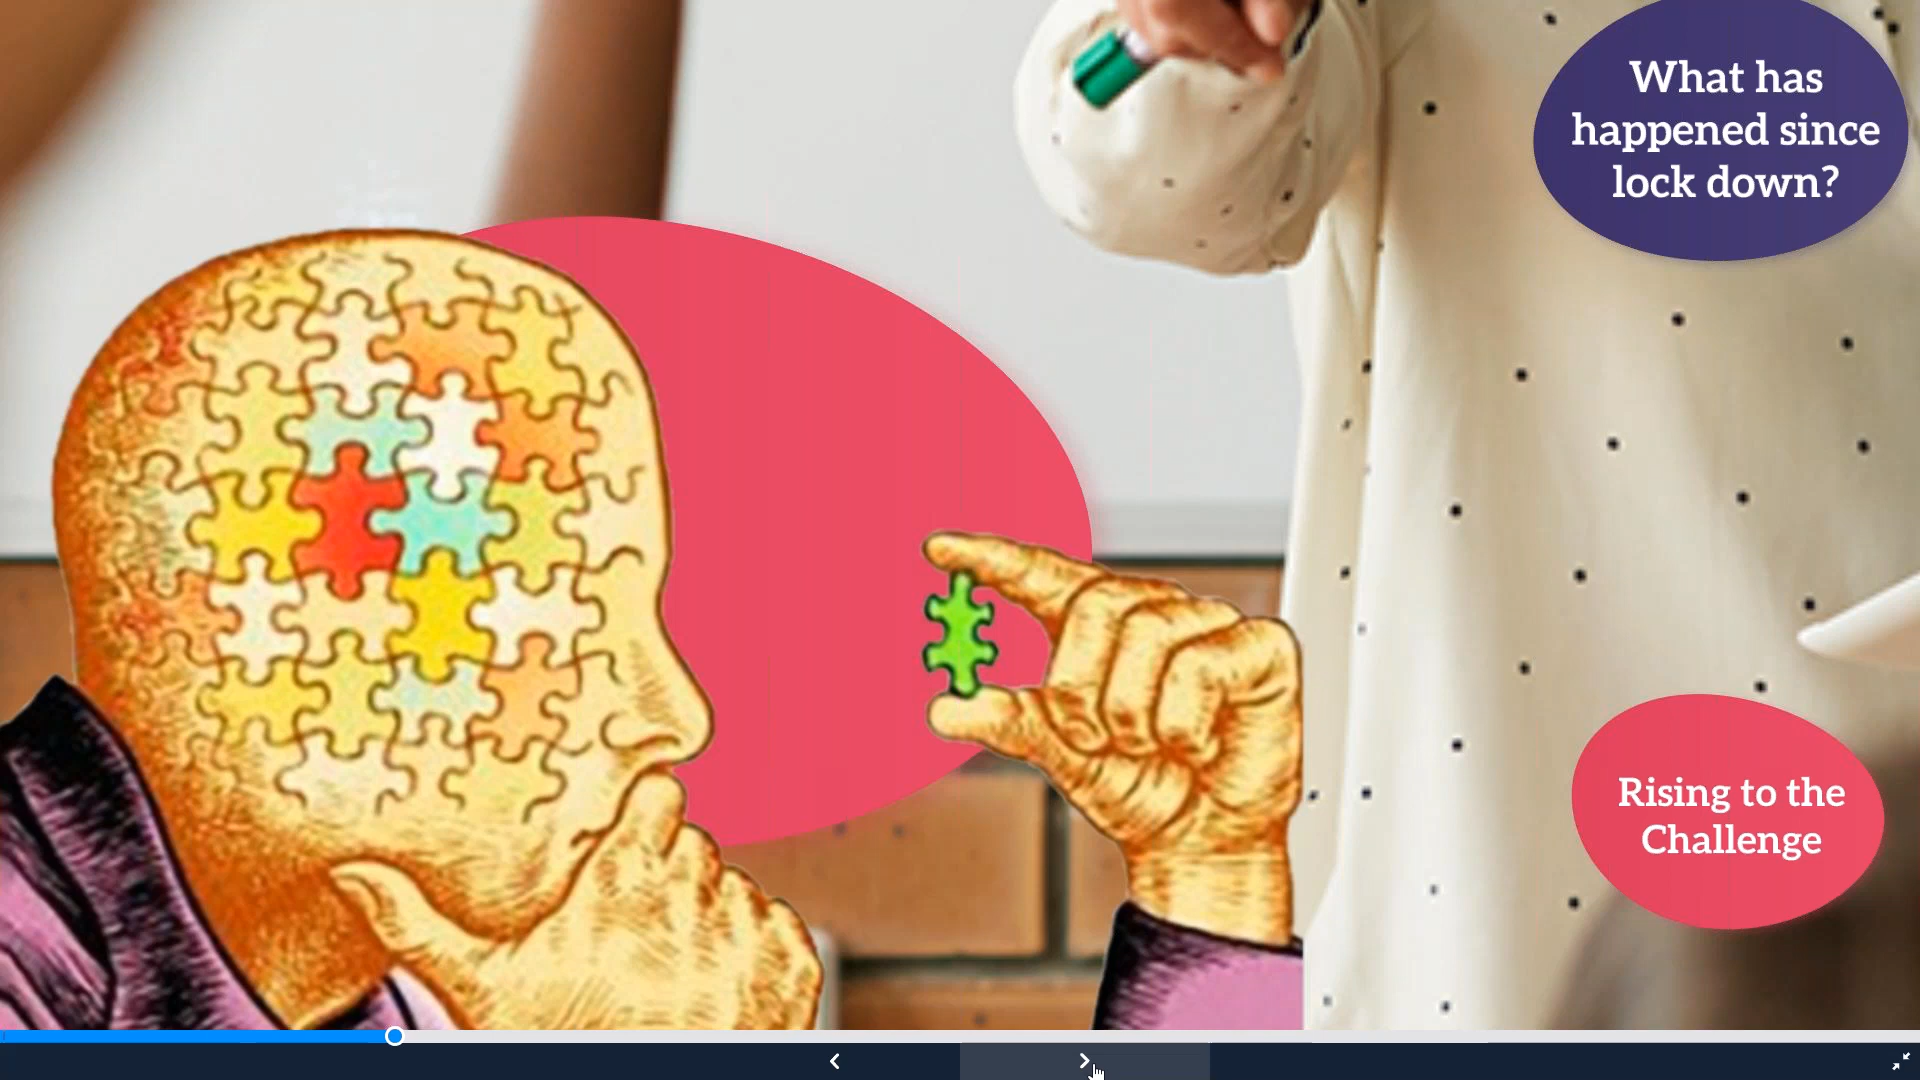 What has
happened since
lock down?
Rising to the
Challenge